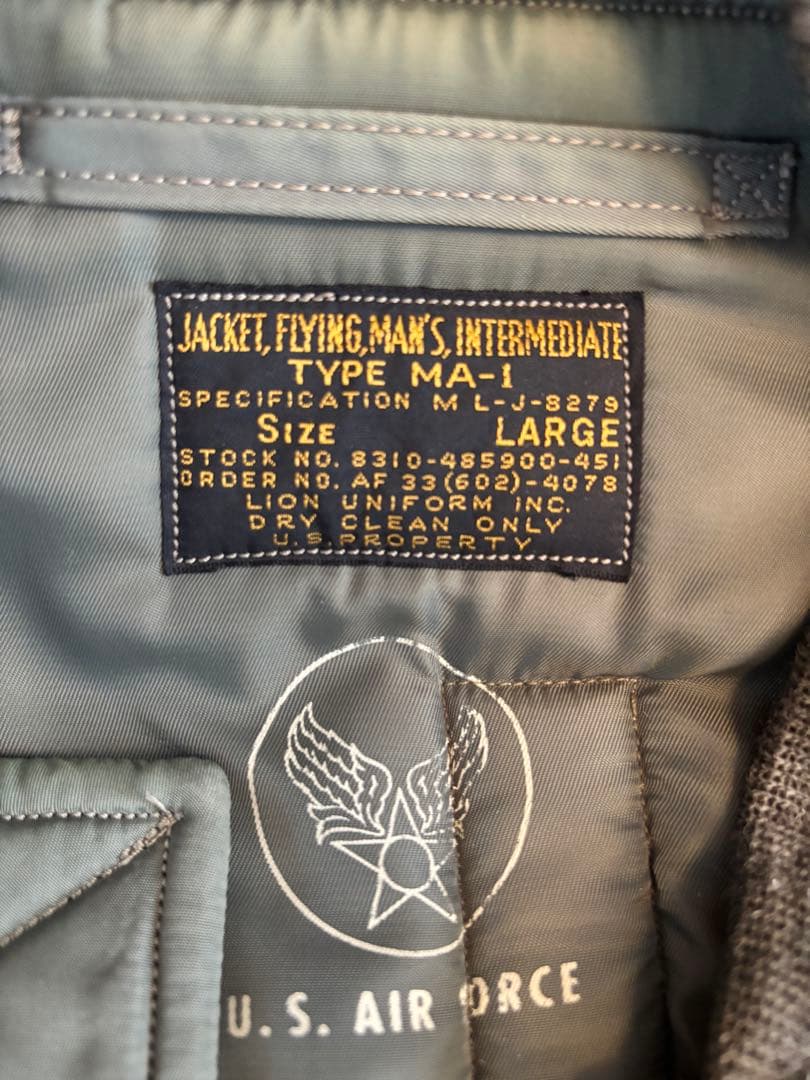 JACKET, FLYING, MAN'S, INTERMEDIATE
TYPE MA-1
SPECIFICATION M L-J-8279
SIZE LARGE
STOCK NO. 8310-485900-451
ORDER NO. AF 33(602)-4078
LION UNIFORM INC.
DRY CLEAN ONLY
U.S. PROPERTY
U.S. AIR FORCE